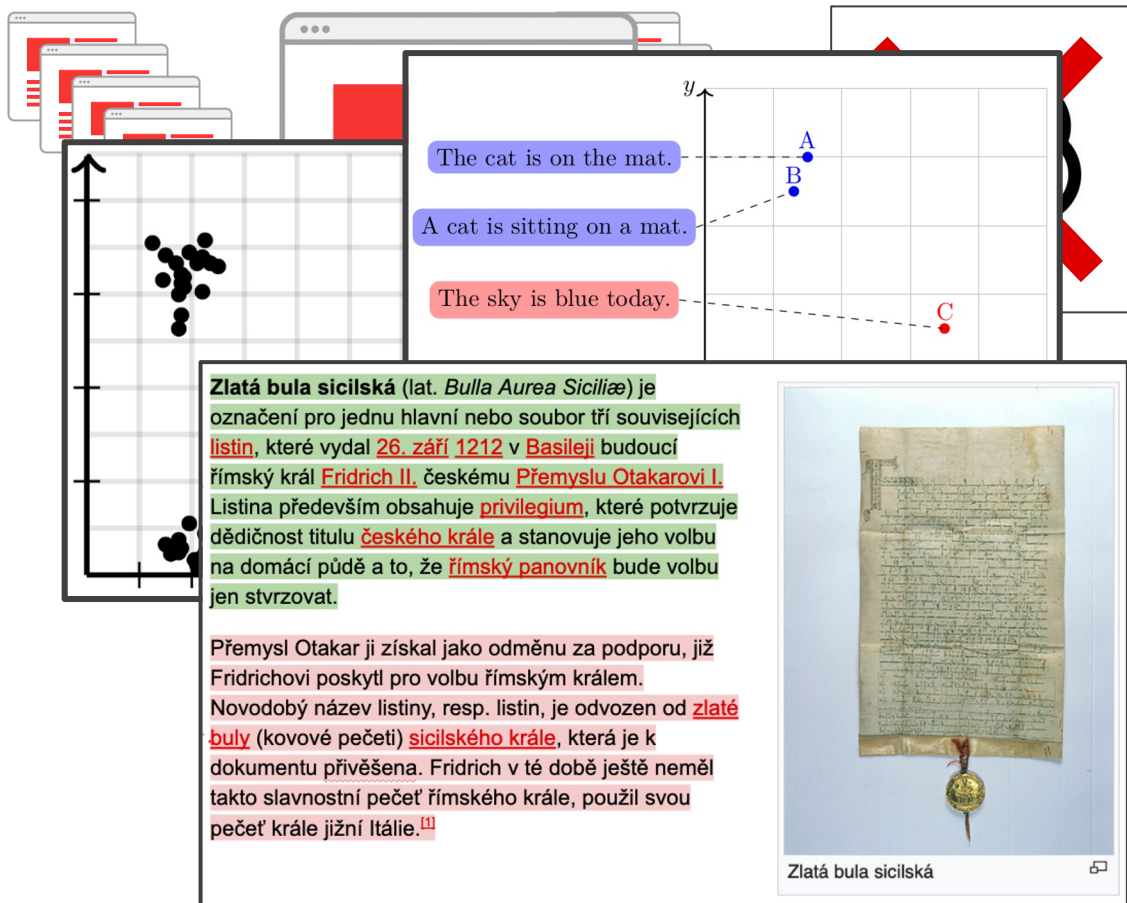 y
The cat is on the mat.
A
B
A cat is sitting on a mat.
The sky is blue today.
C
Zlatá bula sicilská (lat. Bulla Aurea Siciliæ) je
označení pro jednu hlavní nebo soubor tří souvisejících
listin, které vydal 26. září 1212 v Basileji budoucí
římský král Fridrich II. českému Přemyslu Otakarovi I.
Listina především obsahuje privilegium, které potvrzuje
dědičnost titulu českého krále a stanovuje jeho volbu
na domácí půdě a to, že římský panovník bude volbu
jen stvrzovat.
Přemysl Otakar ji získal jako odměnu za podporu, již
Fridrichovi poskytl pro volbu římským králem.
Novodobý název listiny, resp. listin, je odvozen od zlaté
buly (kovové pečeti) sicilského krále, která je k
dokumentu přivěšena. Fridrich v té době ještě neměl
takto slavnostní pečeť římského krále, použil svou
pečeť krále jižní Itálie.[1]
Zlatá bula sicilská